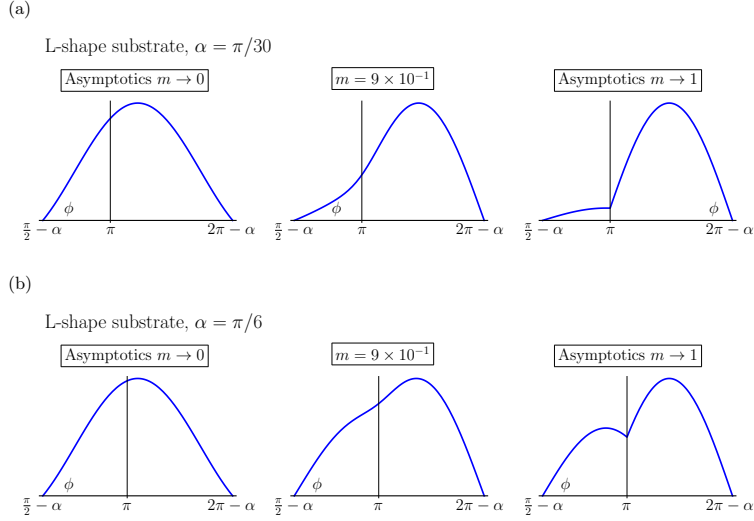 (a)
L-shape substrate, α = π/30
Asymptotics m → 0
m = 9 × 10⁻¹
Asymptotics m → 1
ϕ
ϕ
ϕ
π/2 − α
π
2π − α
π/2 − α
π
2π − α
π/2 − α
π
2π − α
(b)
L-shape substrate, α = π/6
Asymptotics m → 0
m = 9 × 10⁻¹
Asymptotics m → 1
ϕ
ϕ
ϕ
π/2 − α
π
2π − α
π/2 − α
π
2π − α
π/2 − α
π
2π − α